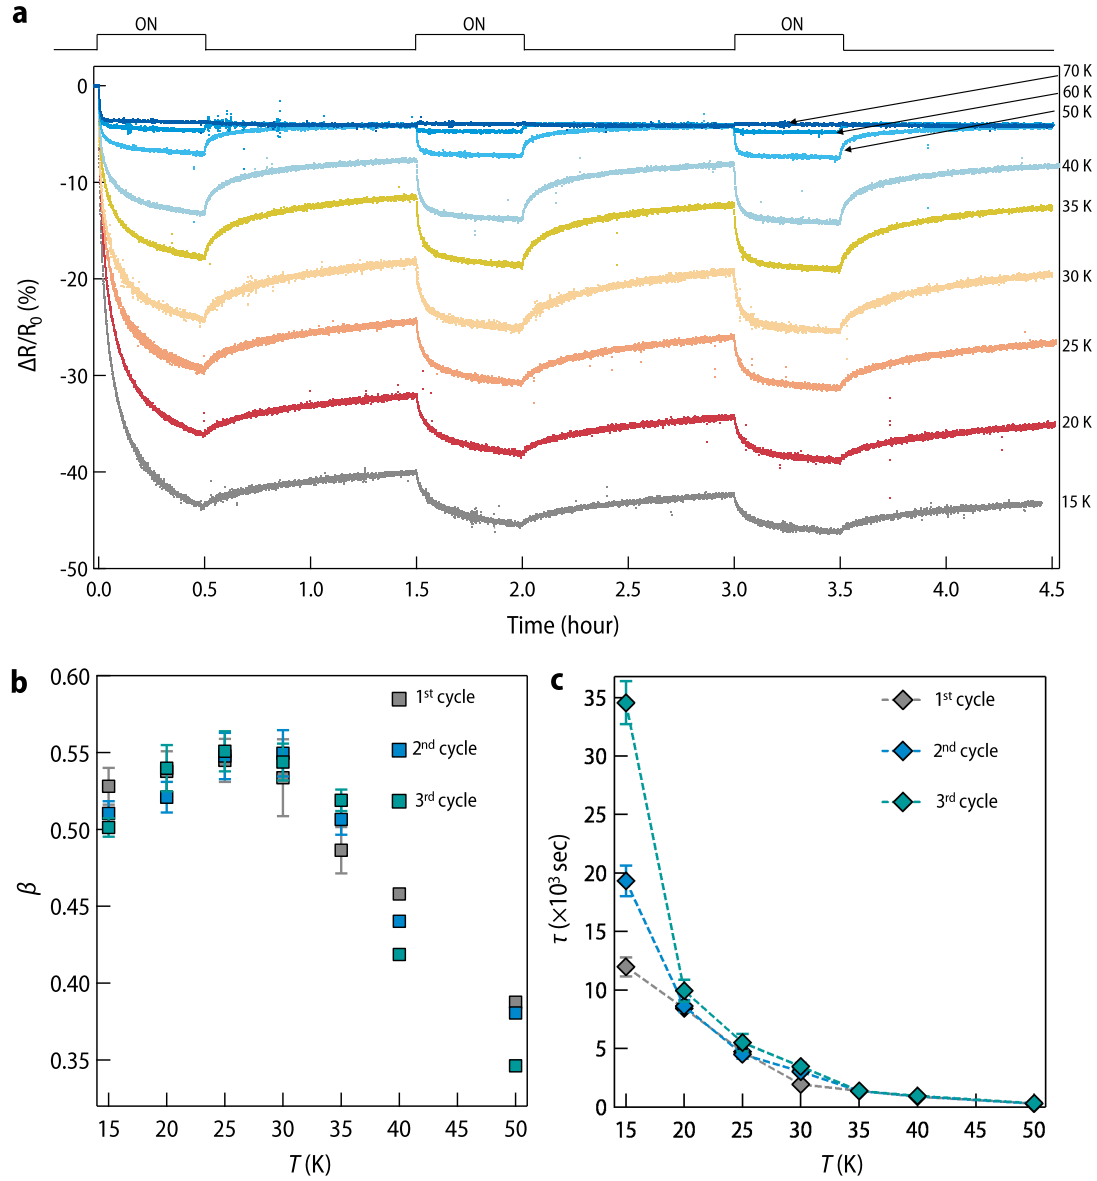 a
ON ON ON
70 K
60 K
50 K
40 K
35 K
30 K
25 K
20 K
15 K
0
-10
-20
-30
-40
-50
ΔR/R0 (%)
0.0 0.5 1.0 1.5 2.0 2.5 3.0 3.5 4.0 4.5
Time (hour)
b
0.60
0.55
0.50
0.45
0.40
0.35
β
1st cycle
2nd cycle
3rd cycle
15 20 25 30 35 40 45 50
T (K)
c
35
30
25
20
15
10
5
0
τ (×10³ sec)
1st cycle
2nd cycle
3rd cycle
15 20 25 30 35 40 45 50
T (K)